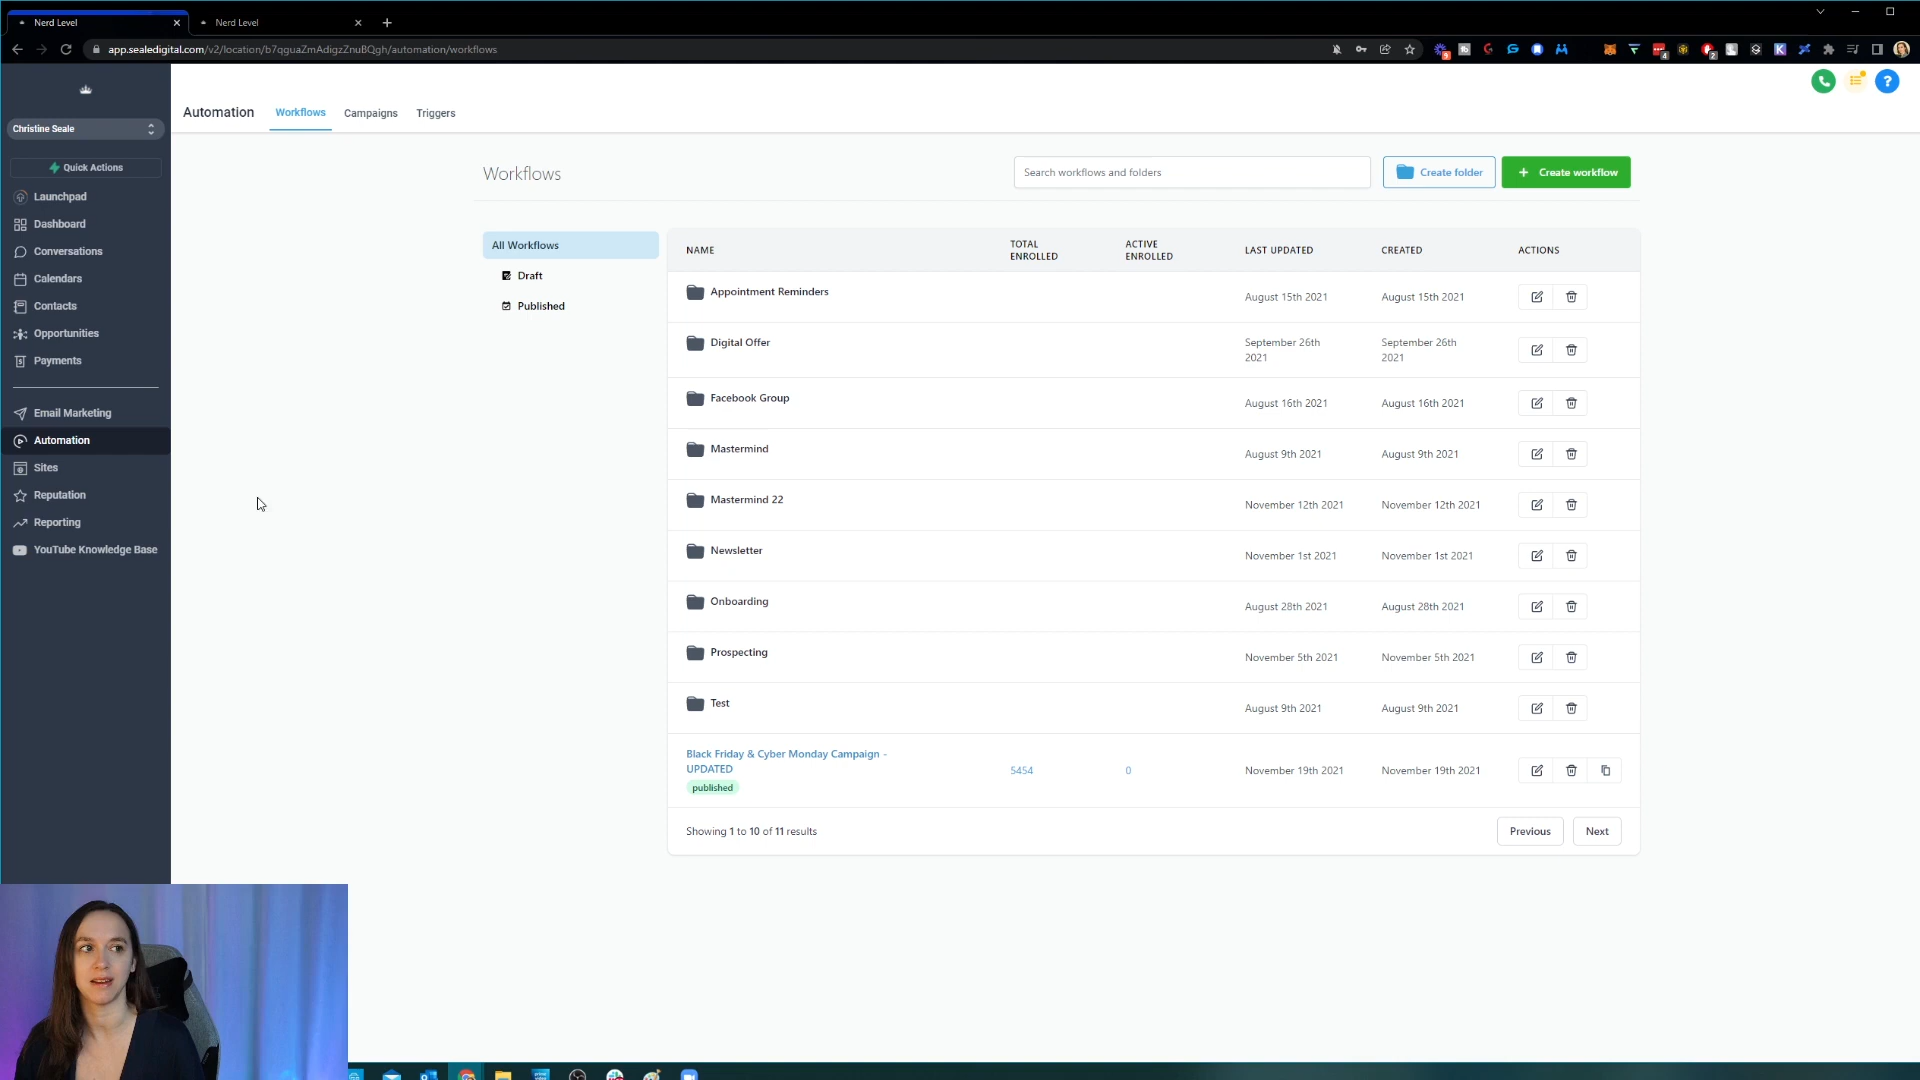 Nerd Level
Nerd Level
app.sealedigital.com/v2/location/b7qguaZmAdigzZnuBQgh/automation/workflows
9
4
2
Christine Seale
Quick Actions
Launchpad
Dashboard
Conversations
Calendars
Contacts
Opportunities
Payments
Email Marketing
Automation
Sites
Reputation
Reporting
YouTube Knowledge Base
Automation
Workflows
Campaigns
Triggers
Workflows
Search workflows and folders
Create folder
+ Create workflow
All Workflows
Draft
Published
NAME
TOTAL
ENROLLED
ACTIVE
ENROLLED
LAST UPDATED
CREATED
ACTIONS
Appointment Reminders
August 15th 2021
August 15th 2021
Digital Offer
September 26th
2021
September 26th
2021
Facebook Group
August 16th 2021
August 16th 2021
Mastermind
August 9th 2021
August 9th 2021
Mastermind 22
November 12th 2021
November 12th 2021
Newsletter
November 1st 2021
November 1st 2021
Onboarding
August 28th 2021
August 28th 2021
Prospecting
November 5th 2021
November 5th 2021
Test
August 9th 2021
August 9th 2021
Black Friday & Cyber Monday Campaign -
UPDATED
published
5454
0
November 19th 2021
November 19th 2021
Showing 1 to 10 of 11 results
Previous
Next